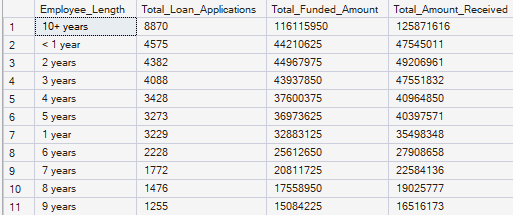 Employee_Length Total_Loan_Applications Total_Funded_Amount Total_Amount_Received
1 10+ years 8870 116115950 125871616
2 < 1 year 4575 44210625 47545011
3 2 years 4382 44967975 49206961
4 3 years 4088 43937850 47551832
5 4 years 3428 37600375 40964850
6 5 years 3273 36973625 40397571
7 1 year 3229 32883125 35498348
8 6 years 2228 25612650 27908658
9 7 years 1772 20811725 22584136
10 8 years 1476 17558950 19025777
11 9 years 1255 15084225 16516173